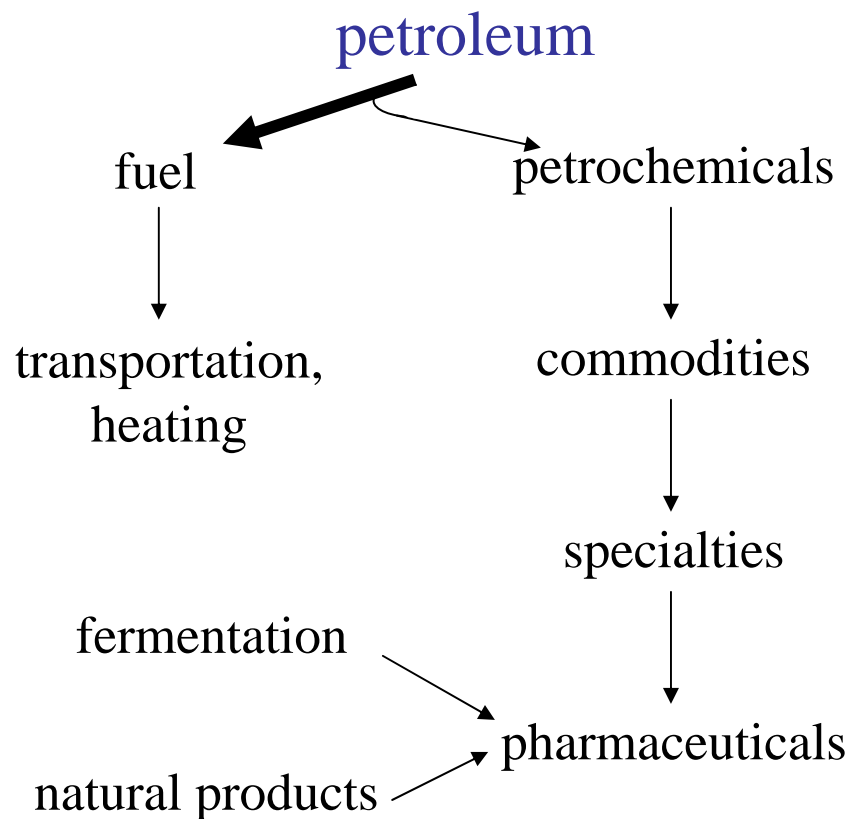 petroleum
fuel
petrochemicals
transportation,
heating
commodities
specialties
fermentation
pharmaceuticals
natural products